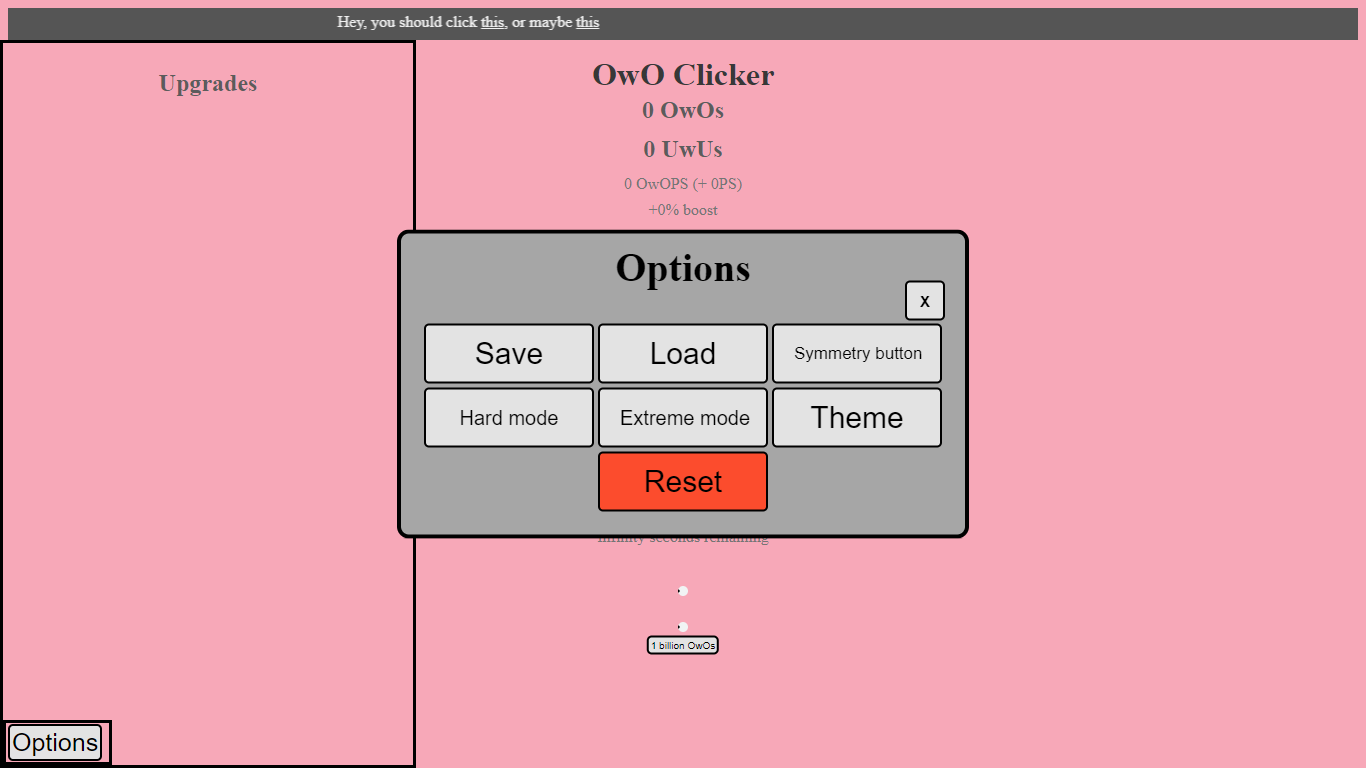 Hey, you should click this, or maybe this
Upgrades
OwO Clicker
0 OwOs
0 UwUs
0 OwOPS (+ 0PS)
+0% boost
Options
x
Save
Load
Symmetry button
Hard mode
Extreme mode
Theme
Reset
Infinity seconds remaining
1 billion OwOs
Options